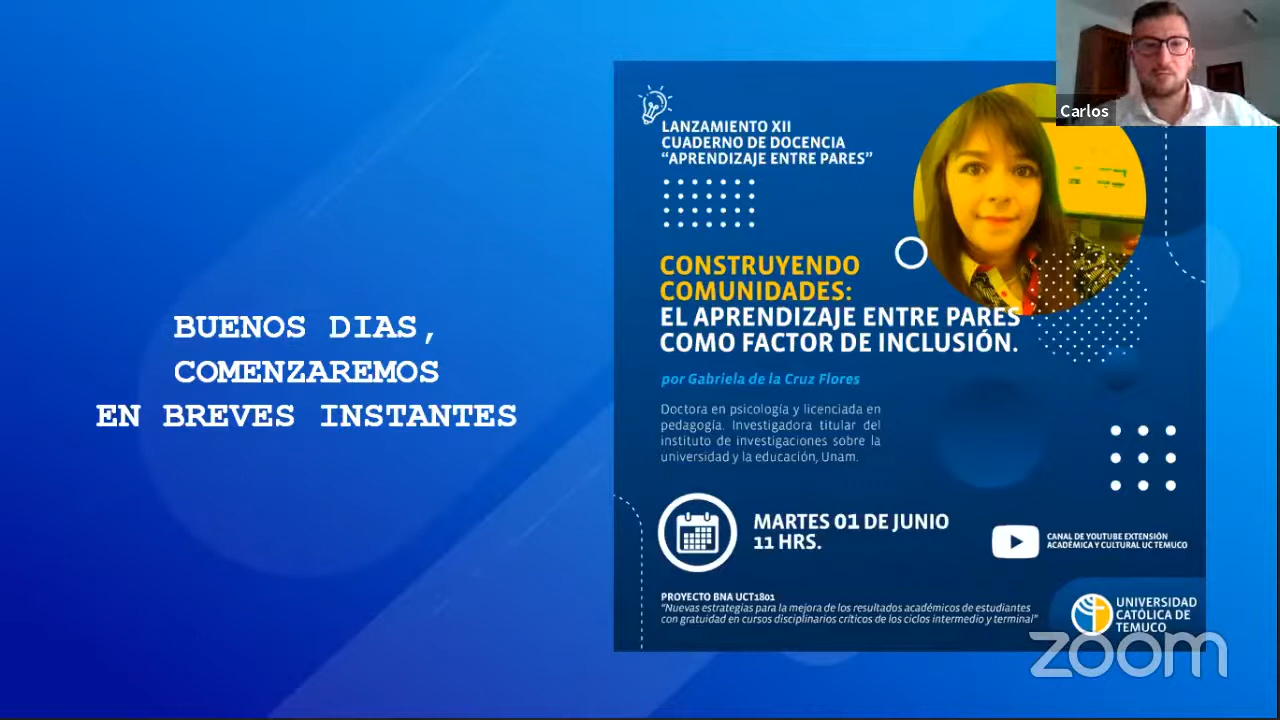 BUENOS DIAS,
COMENZAREMOS
EN BREVES INSTANTES
LANZAMIENTO XII
CUADERNO DE DOCENCIA
“APRENDIZAJE ENTRE PARES”
CONSTRUYENDO
COMUNIDADES:
EL APRENDIZAJE ENTRE PARES
COMO FACTOR DE INCLUSIÓN.
por Gabriela de la Cruz Flores
Doctora en psicología y licenciada en
pedagogía. Investigadora titular del
instituto de investigaciones sobre la
universidad y la educación, Unam.
MARTES 01 DE JUNIO
11 HRS.
CANAL DE YOUTUBE EXTENSIÓN
ACADÉMICA Y CULTURAL UC TEMUCO
PROYECTO BNA UCT1801
“Nuevas estrategias para la mejora de los resultados académicos de estudiantes
con gratuidad en cursos disciplinarios críticos de los ciclos intermedio y terminal”
UNIVERSIDAD
CATÓLICA DE
TEMUCO
Carlos
zoom